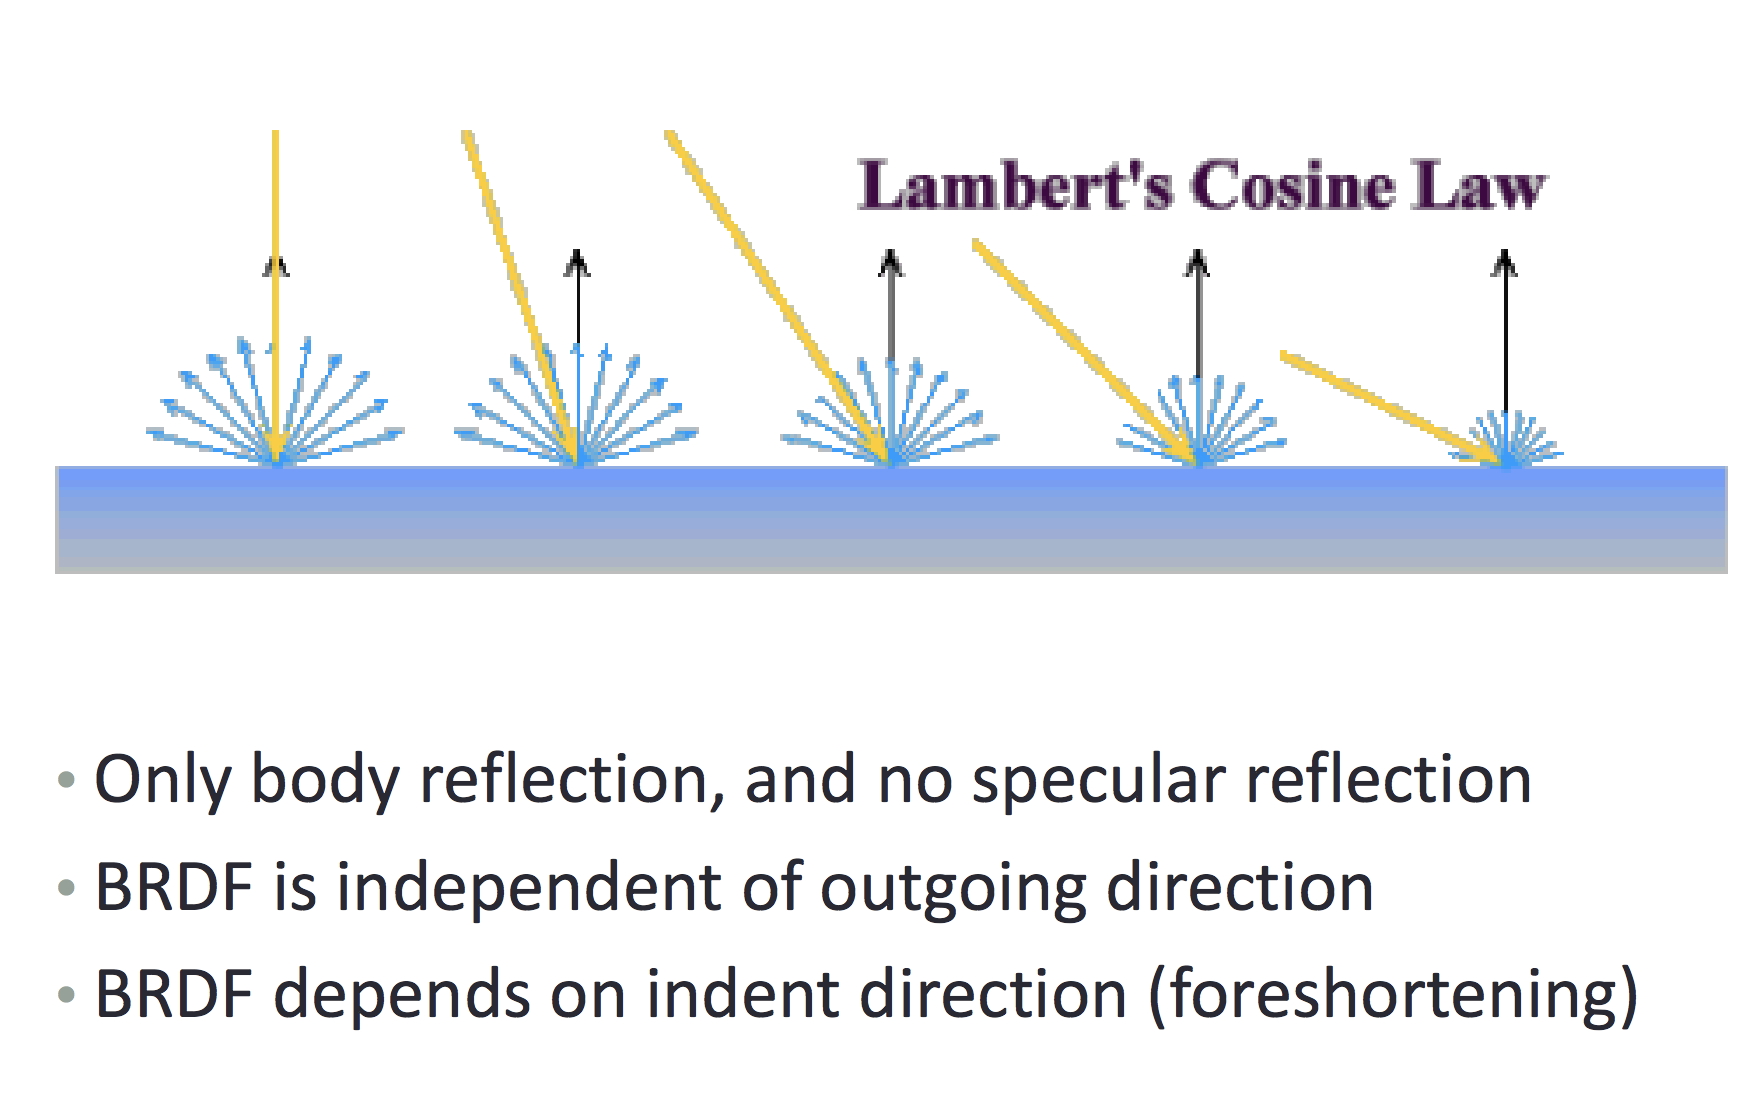 Lambert's Cosine Law
• Only body reflection, and no specular reflection
• BRDF is independent of outgoing direction
• BRDF depends on indent direction (foreshortening)